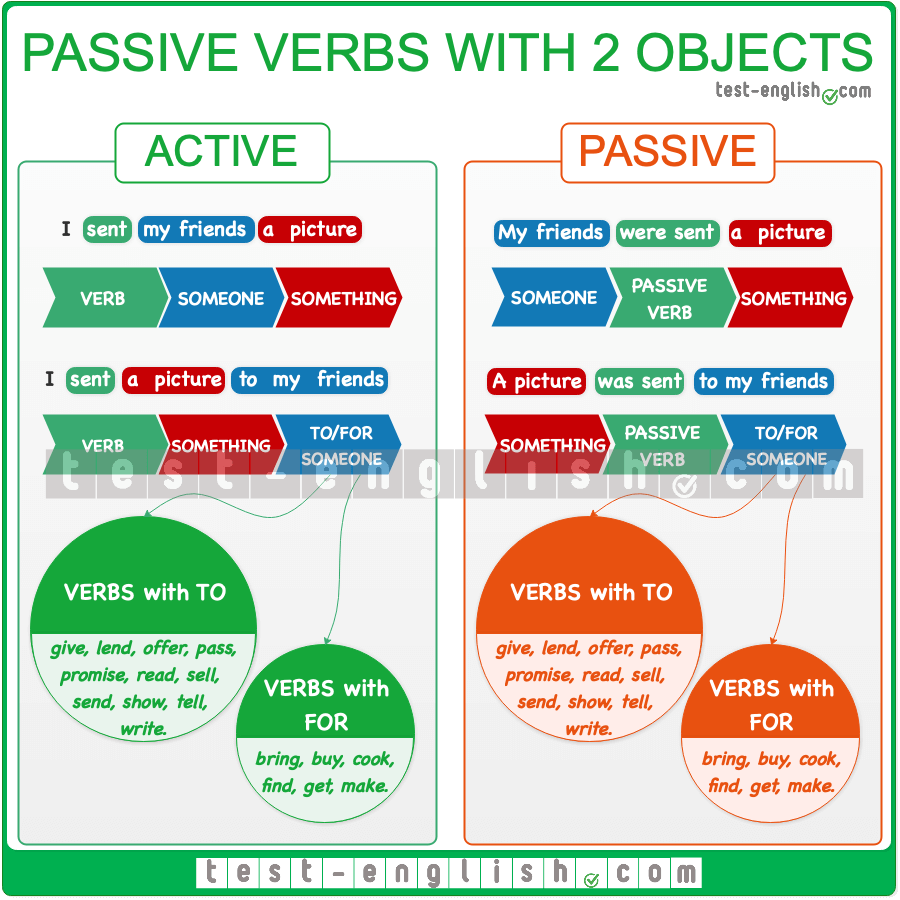 PASSIVE VERBS WITH 2 OBJECTS
test-english.com
ACTIVE
I sent my friends a picture
VERB SOMEONE SOMETHING
I sent a picture to my friends
VERB SOMETHING TO/FOR SOMEONE
VERBS with TO
give, lend, offer, pass,
promise, read, sell,
send, show, tell,
write.
VERBS with
FOR
bring, buy, cook,
find, get, make.
PASSIVE
My friends were sent a picture
SOMEONE PASSIVE VERB SOMETHING
A picture was sent to my friends
SOMETHING PASSIVE VERB TO/FOR SOMEONE
VERBS with TO
give, lend, offer, pass,
promise, read, sell,
send, show, tell,
write.
VERBS with
FOR
bring, buy, cook,
find, get, make.
test-english.com
test-english.com